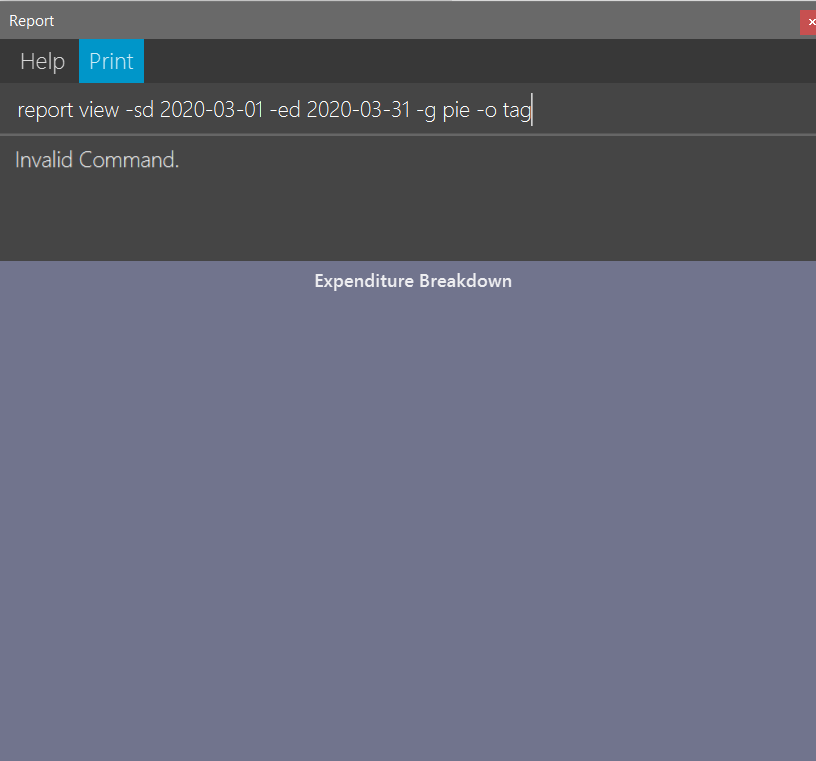 Report
Help Print
report view -sd 2020-03-01 -ed 2020-03-31 -g pie -o tag
Invalid Command.
Expenditure Breakdown